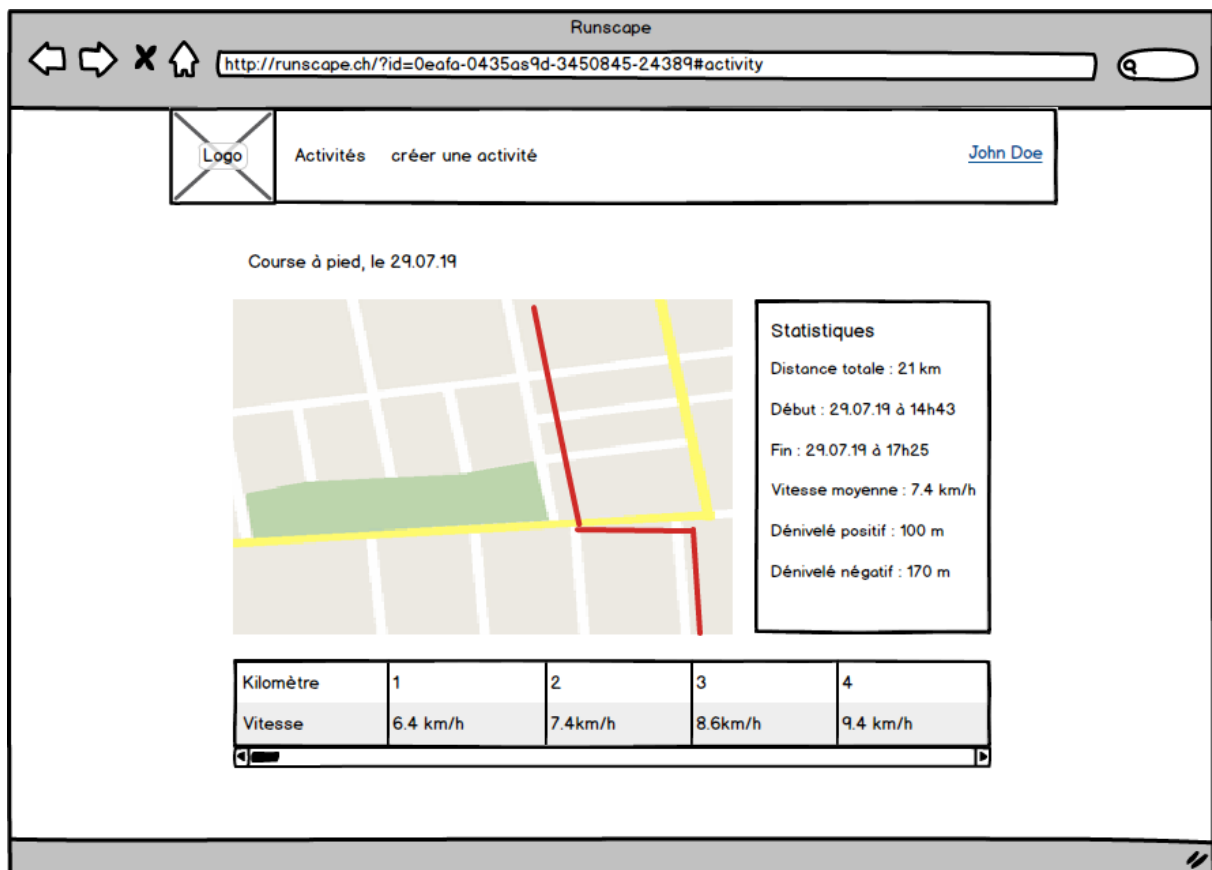 Runscape
http://runscape.ch/?id=0eafa-0435as9d-3450845-24389#activity
Logo
Activités créer une activité
John Doe
Course à pied, le 29.07.19
Statistiques
Distance totale : 21 km
Début : 29.07.19 à 14h43
Fin : 29.07.19 à 17h25
Vitesse moyenne : 7.4 km/h
Dénivelé positif : 100 m
Dénivelé négatif : 170 m
Kilomètre 1 2 3 4
Vitesse 6.4 km/h 7.4km/h 8.6km/h 9.4 km/h